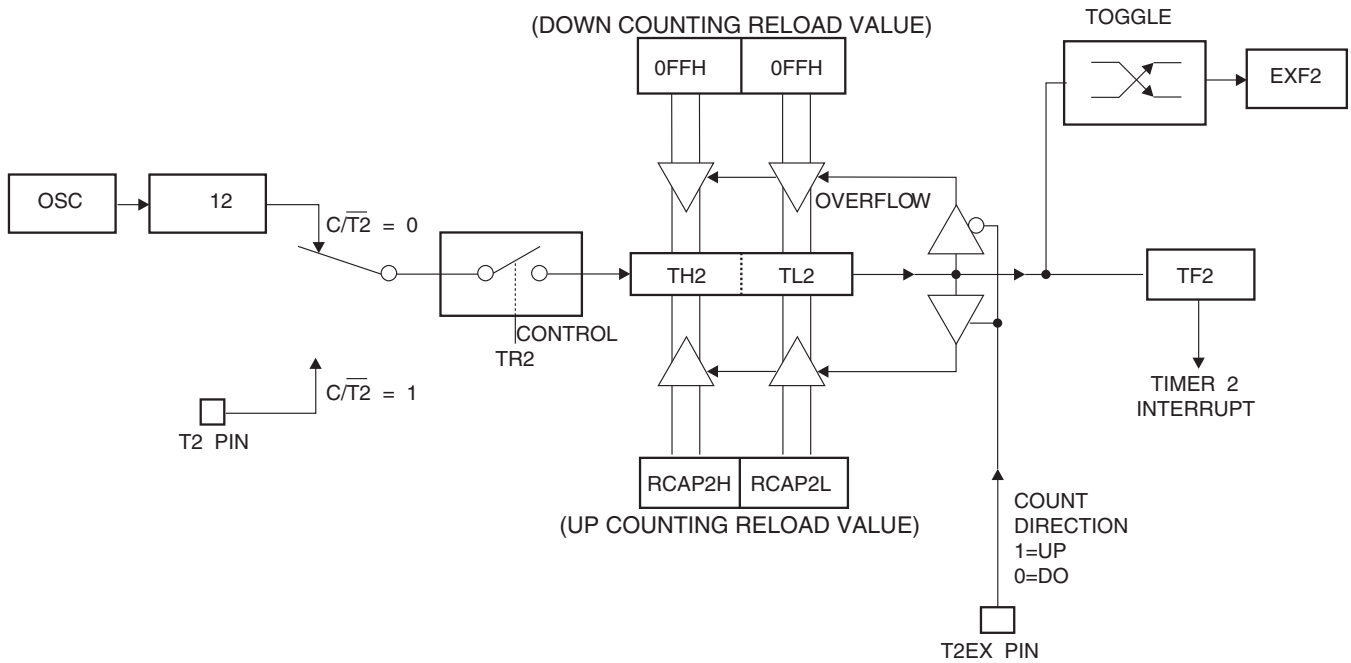 TOGGLE
(DOWN COUNTING RELOAD VALUE)
0FFH 0FFH
EXF2
OSC
12
OVERFLOW
C/T2̅ = 0
TH2 TL2
TF2
CONTROL
TR2
C/T2̅ = 1
TIMER 2
INTERRUPT
T2 PIN
RCAP2H RCAP2L
(UP COUNTING RELOAD VALUE)
COUNT
DIRECTION
1=UP
0=DO
T2EX PIN